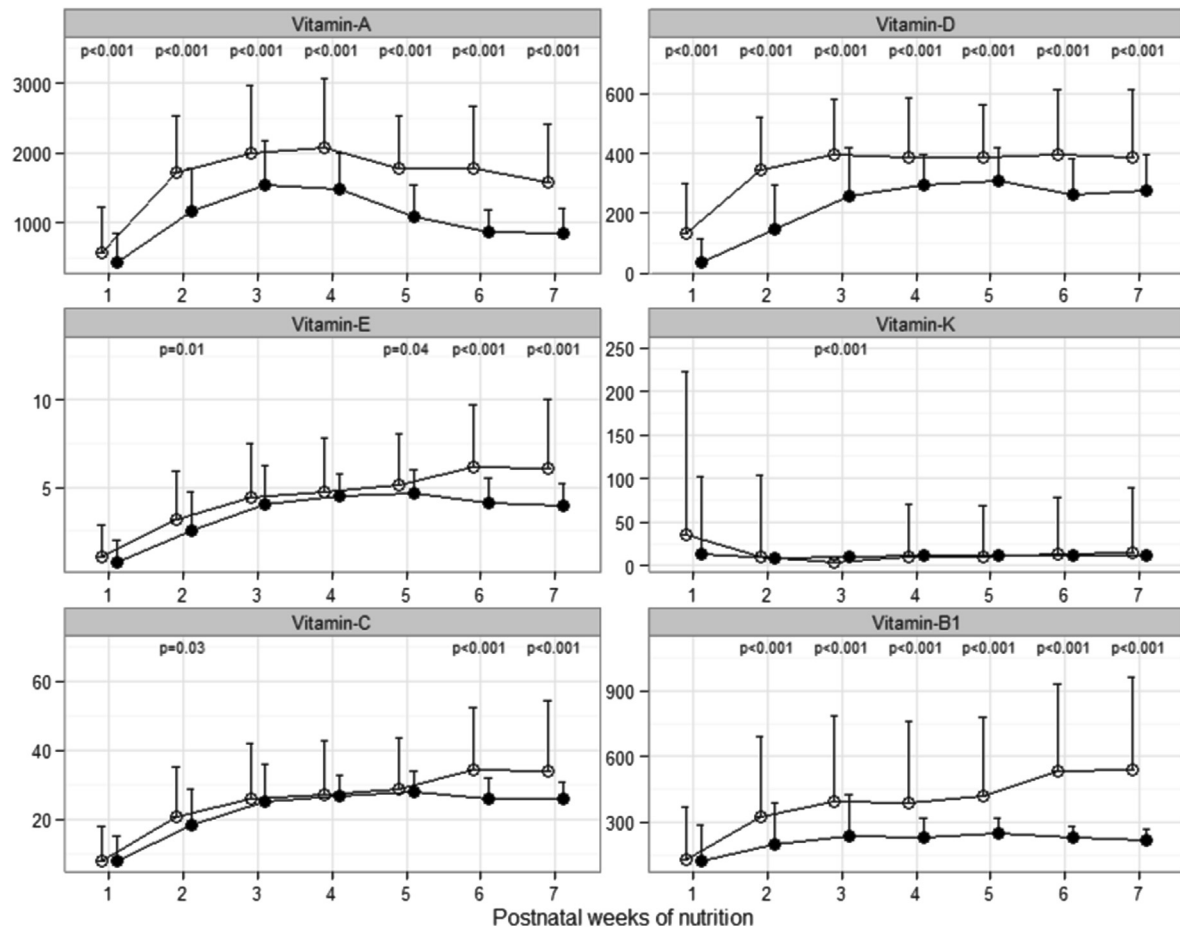 Vitamin-A
p<0.001 p<0.001 p<0.001 p<0.001 p<0.001 p<0.001 p<0.001
3000
2000
1000
1 2 3 4 5 6 7
Vitamin-D
p<0.001 p<0.001 p<0.001 p<0.001 p<0.001 p<0.001 p<0.001
600
400
200
0
1 2 3 4 5 6 7
Vitamin-E
p=0.01 p=0.04 p<0.001 p<0.001
10
5
1 2 3 4 5 6 7
Vitamin-K
p<0.001
250
200
150
100
50
0
1 2 3 4 5 6 7
Vitamin-C
p=0.03 p<0.001 p<0.001
60
40
20
1 2 3 4 5 6 7
Vitamin-B1
p<0.001 p<0.001 p<0.001 p<0.001 p<0.001 p<0.001
900
600
300
1 2 3 4 5 6 7
Postnatal weeks of nutrition